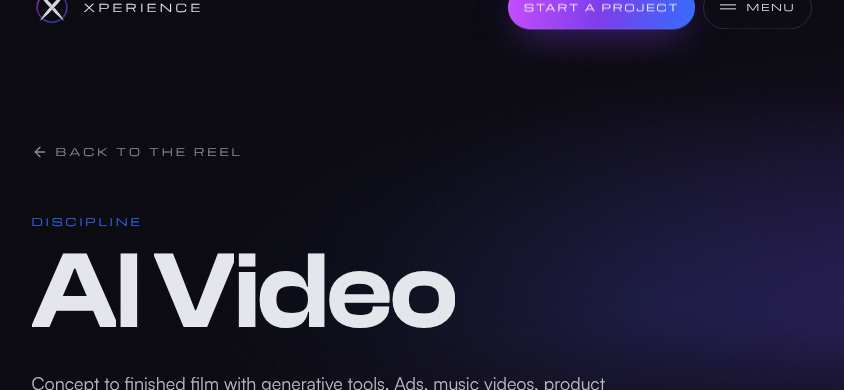 XPERIENCE
START A PROJECT
MENU
← BACK TO THE REEL
DISCIPLINE
AI Video
Concept to finished film with generative tools. Ads, music videos, product